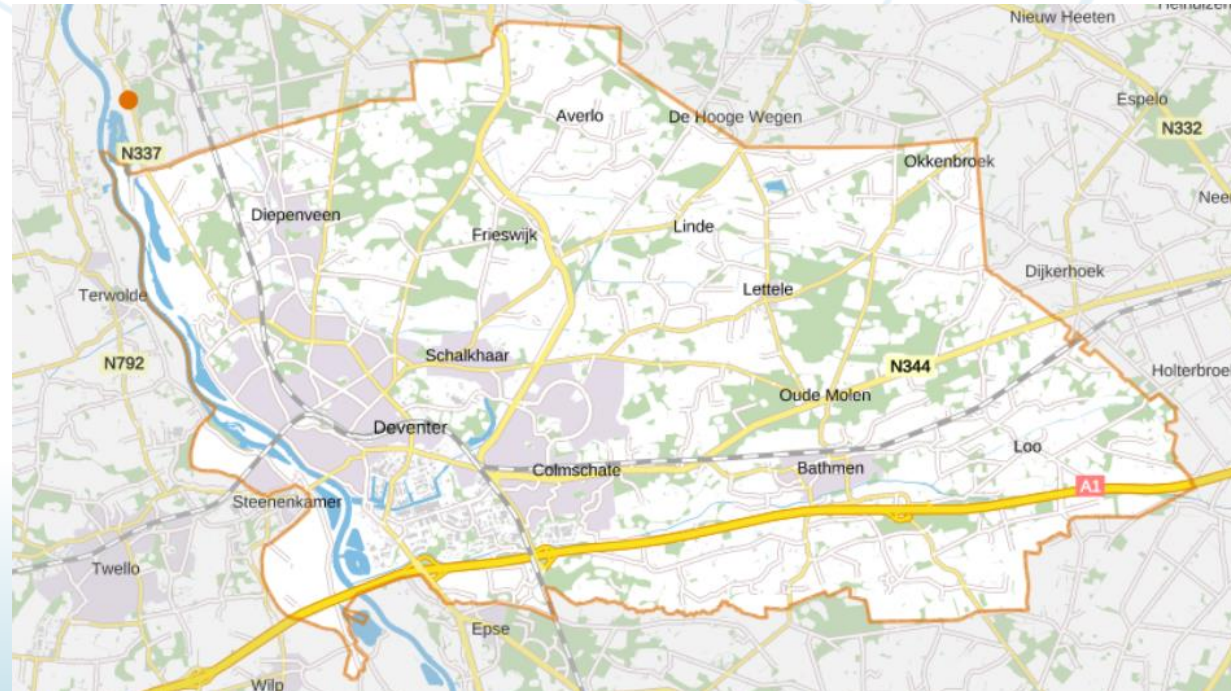 Nieuw Heeten
Espelo
N332
Averlo
De Hooge Wegen
N337
Okkenbroek
Diepenveen
Frieswijk
Linde
Dijkerhoek
Terwolde
Lettele
Schalkhaar
N792
N344
Holterbroe
Oude Molen
Deventer
Colmschate
Bathmen
Loo
A1
Steenenkamer
Twello
Epse
Wilp